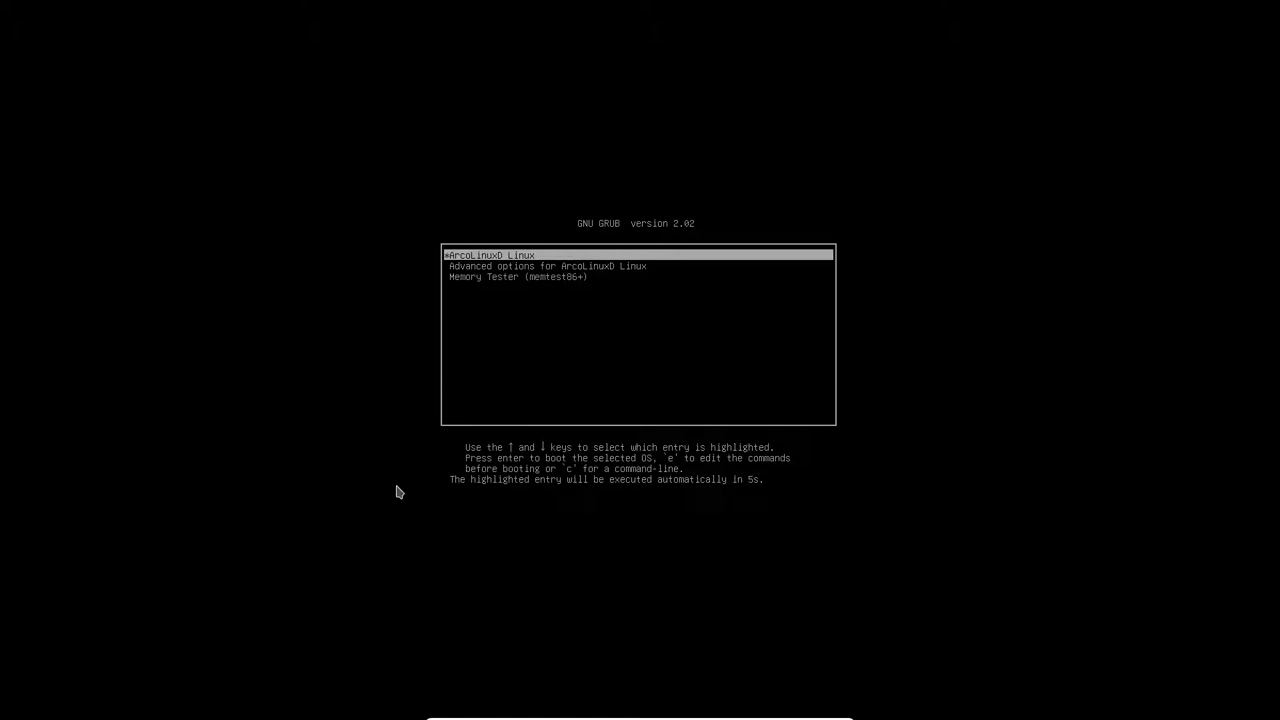 GNU GRUB  version 2.02
*ArcoLinuxD Linux
Advanced options for ArcoLinuxD Linux
Memory Tester (memtest86+)
Use the ↑ and ↓ keys to select which entry is highlighted.
Press enter to boot the selected OS, `e' to edit the commands
before booting or `c' for a command-line.
The highlighted entry will be executed automatically in 5s.